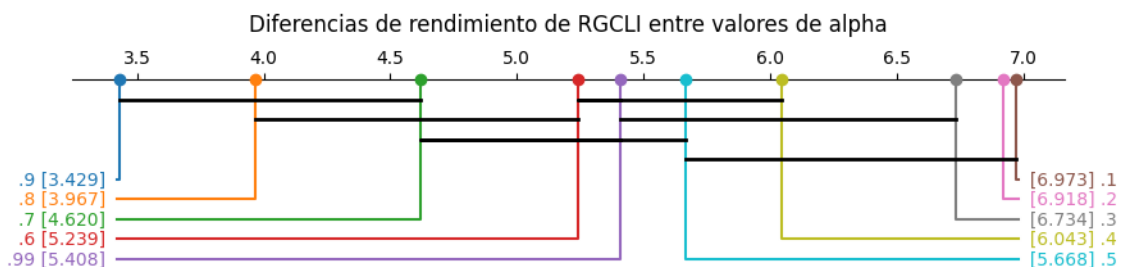 Diferencias de rendimiento de RGCLI entre valores de alpha
3.5 4.0 4.5 5.0 5.5 6.0 6.5 7.0
.9 [3.429] [6.973] .1
.8 [3.967] [6.918] .2
.7 [4.620] [6.734] .3
.6 [5.239] [6.043] .4
.99 [5.408] [5.668] .5